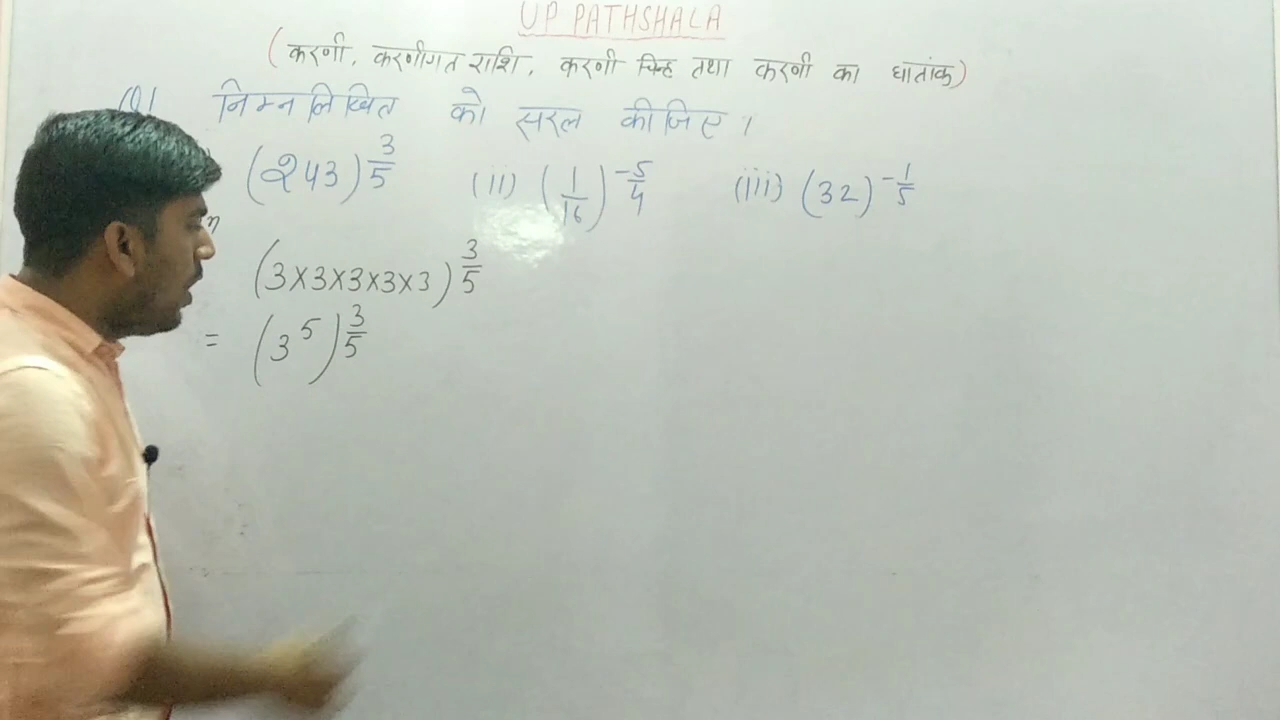 UP PATHSHALA
(करणी, करणीगत राशि, करणी चिन्ह तथा करणी का घातांक)
निम्नलिखित को सरल कीजिए।
(243)^3/5 (ii) (1/16)^-5/4 (iii) (32)^-1/5
(3×3×3×3×3)^3/5
= (3^5)^3/5